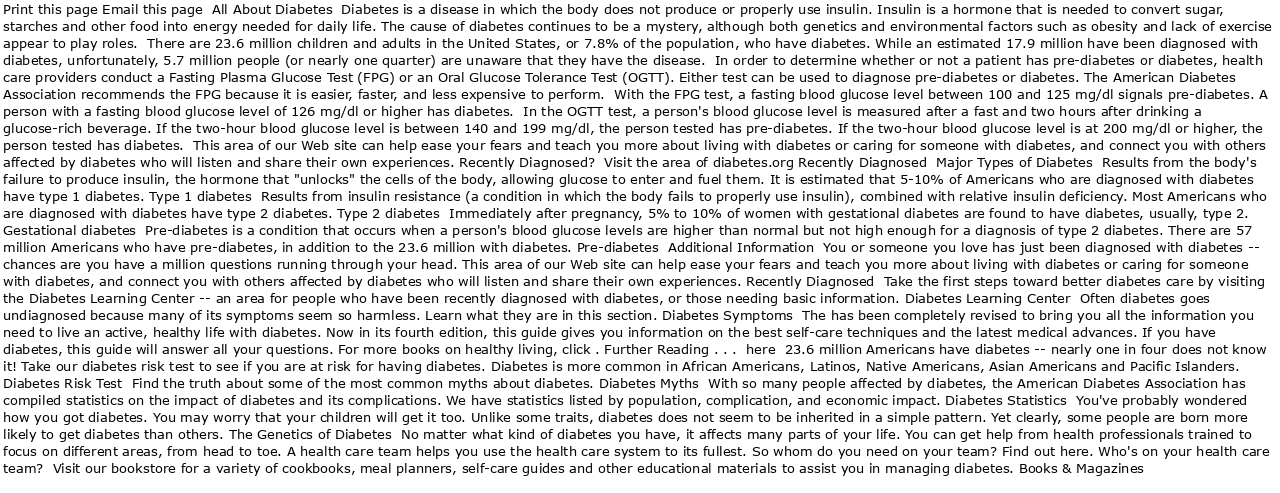 Print this page Email this page  All About Diabetes  Diabetes is a disease in which the body does not produce or properly use insulin. Insulin is a hormone that is needed to convert sugar,
starches and other food into energy needed for daily life. The cause of diabetes continues to be a mystery, although both genetics and environmental factors such as obesity and lack of exercise
appear to play roles.  There are 23.6 million children and adults in the United States, or 7.8% of the population, who have diabetes. While an estimated 17.9 million have been diagnosed with
diabetes, unfortunately, 5.7 million people (or nearly one quarter) are unaware that they have the disease.  In order to determine whether or not a patient has pre-diabetes or diabetes, health
care providers conduct a Fasting Plasma Glucose Test (FPG) or an Oral Glucose Tolerance Test (OGTT). Either test can be used to diagnose pre-diabetes or diabetes. The American Diabetes
Association recommends the FPG because it is easier, faster, and less expensive to perform.  With the FPG test, a fasting blood glucose level between 100 and 125 mg/dl signals pre-diabetes. A
person with a fasting blood glucose level of 126 mg/dl or higher has diabetes.  In the OGTT test, a person's blood glucose level is measured after a fast and two hours after drinking a
glucose-rich beverage. If the two-hour blood glucose level is between 140 and 199 mg/dl, the person tested has pre-diabetes. If the two-hour blood glucose level is at 200 mg/dl or higher, the
person tested has diabetes.  This area of our Web site can help ease your fears and teach you more about living with diabetes or caring for someone with diabetes, and connect you with others
affected by diabetes who will listen and share their own experiences. Recently Diagnosed?  Visit the area of diabetes.org Recently Diagnosed  Major Types of Diabetes  Results from the body's
failure to produce insulin, the hormone that "unlocks" the cells of the body, allowing glucose to enter and fuel them. It is estimated that 5-10% of Americans who are diagnosed with diabetes
have type 1 diabetes. Type 1 diabetes  Results from insulin resistance (a condition in which the body fails to properly use insulin), combined with relative insulin deficiency. Most Americans who
are diagnosed with diabetes have type 2 diabetes. Type 2 diabetes  Immediately after pregnancy, 5% to 10% of women with gestational diabetes are found to have diabetes, usually, type 2.
Gestational diabetes  Pre-diabetes is a condition that occurs when a person's blood glucose levels are higher than normal but not high enough for a diagnosis of type 2 diabetes. There are 57
million Americans who have pre-diabetes, in addition to the 23.6 million with diabetes. Pre-diabetes  Additional Information  You or someone you love has just been diagnosed with diabetes --
chances are you have a million questions running through your head. This area of our Web site can help ease your fears and teach you more about living with diabetes or caring for someone
with diabetes, and connect you with others affected by diabetes who will listen and share their own experiences. Recently Diagnosed  Take the first steps toward better diabetes care by visiting
the Diabetes Learning Center -- an area for people who have been recently diagnosed with diabetes, or those needing basic information. Diabetes Learning Center  Often diabetes goes
undiagnosed because many of its symptoms seem so harmless. Learn what they are in this section. Diabetes Symptoms  The has been completely revised to bring you all the information you
need to live an active, healthy life with diabetes. Now in its fourth edition, this guide gives you information on the best self-care techniques and the latest medical advances. If you have
diabetes, this guide will answer all your questions. For more books on healthy living, click . Further Reading . . .  here  23.6 million Americans have diabetes -- nearly one in four does not know
it! Take our diabetes risk test to see if you are at risk for having diabetes. Diabetes is more common in African Americans, Latinos, Native Americans, Asian Americans and Pacific Islanders.
Diabetes Risk Test  Find the truth about some of the most common myths about diabetes. Diabetes Myths  With so many people affected by diabetes, the American Diabetes Association has
compiled statistics on the impact of diabetes and its complications. We have statistics listed by population, complication, and economic impact. Diabetes Statistics  You've probably wondered
how you got diabetes. You may worry that your children will get it too. Unlike some traits, diabetes does not seem to be inherited in a simple pattern. Yet clearly, some people are born more
likely to get diabetes than others. The Genetics of Diabetes  No matter what kind of diabetes you have, it affects many parts of your life. You can get help from health professionals trained to
focus on different areas, from head to toe. A health care team helps you use the health care system to its fullest. So whom do you need on your team? Find out here. Who's on your health care
team?  Visit our bookstore for a variety of cookbooks, meal planners, self-care guides and other educational materials to assist you in managing diabetes. Books & Magazines